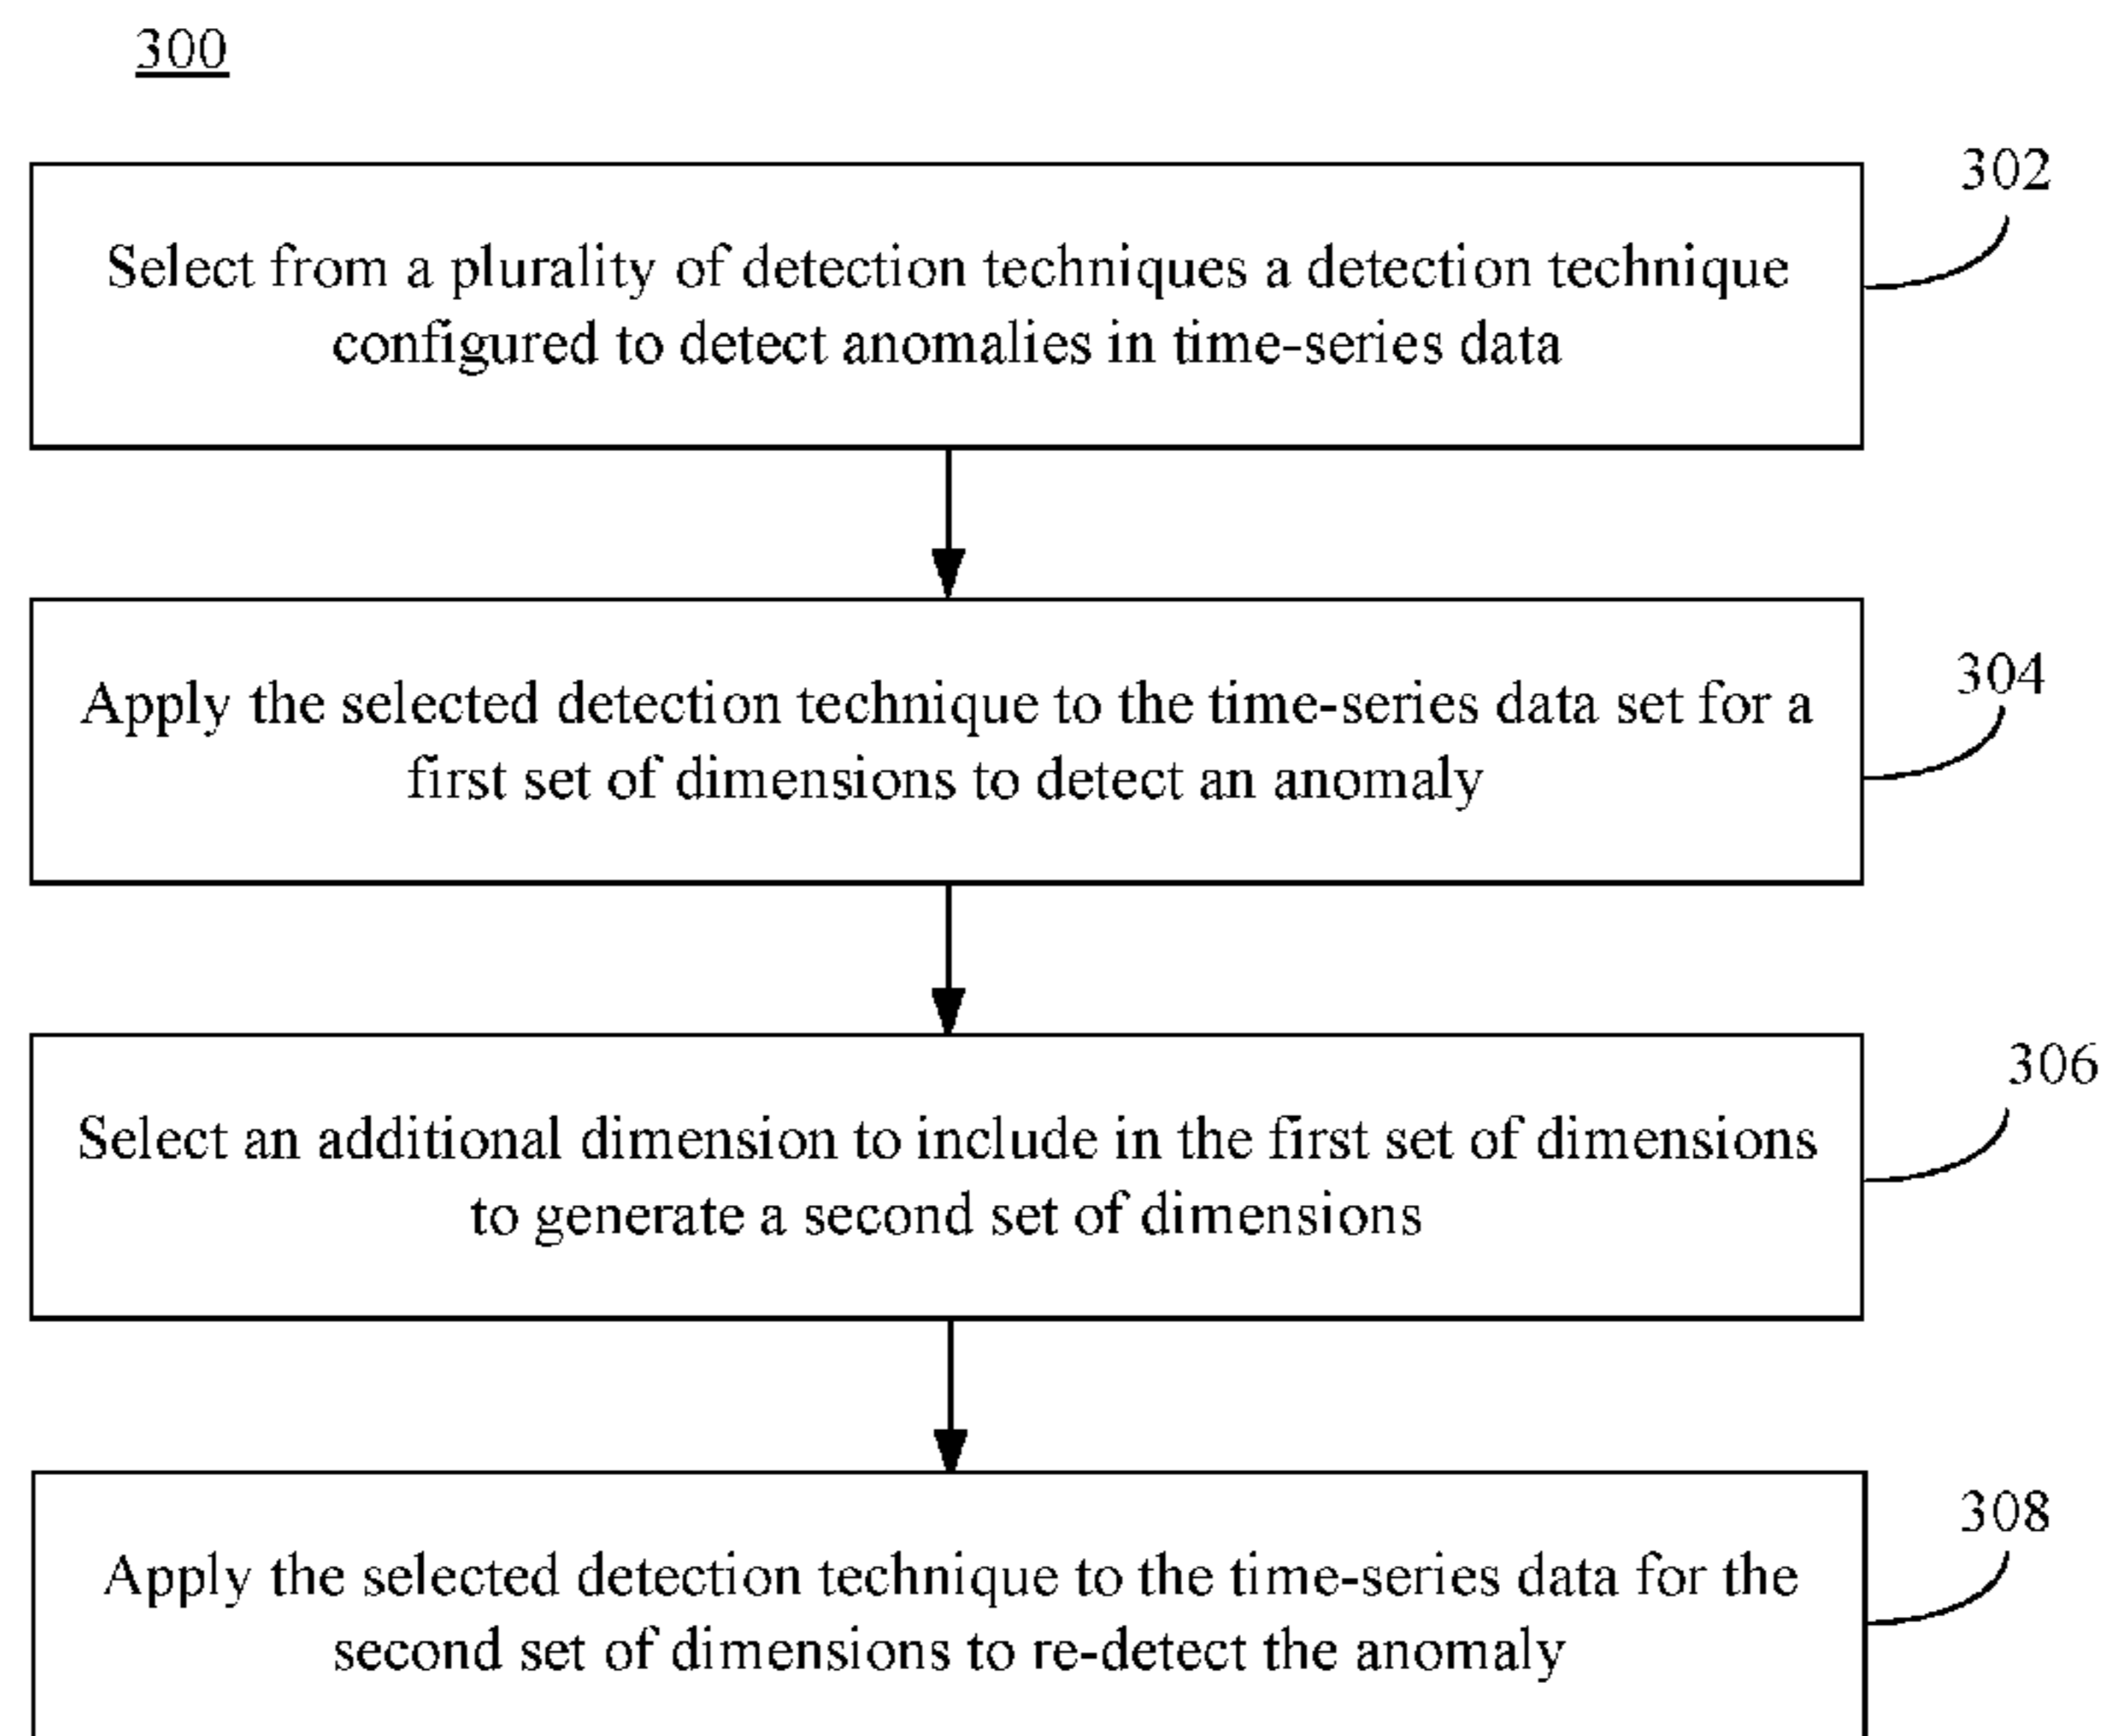 300
302
Select from a plurality of detection techniques a detection technique
configured to detect anomalies in time-series data
304
Apply the selected detection technique to the time-series data set for a
first set of dimensions to detect an anomaly
306
Select an additional dimension to include in the first set of dimensions
to generate a second set of dimensions
308
Apply the selected detection technique to the time-series data for the
second set of dimensions to re-detect the anomaly